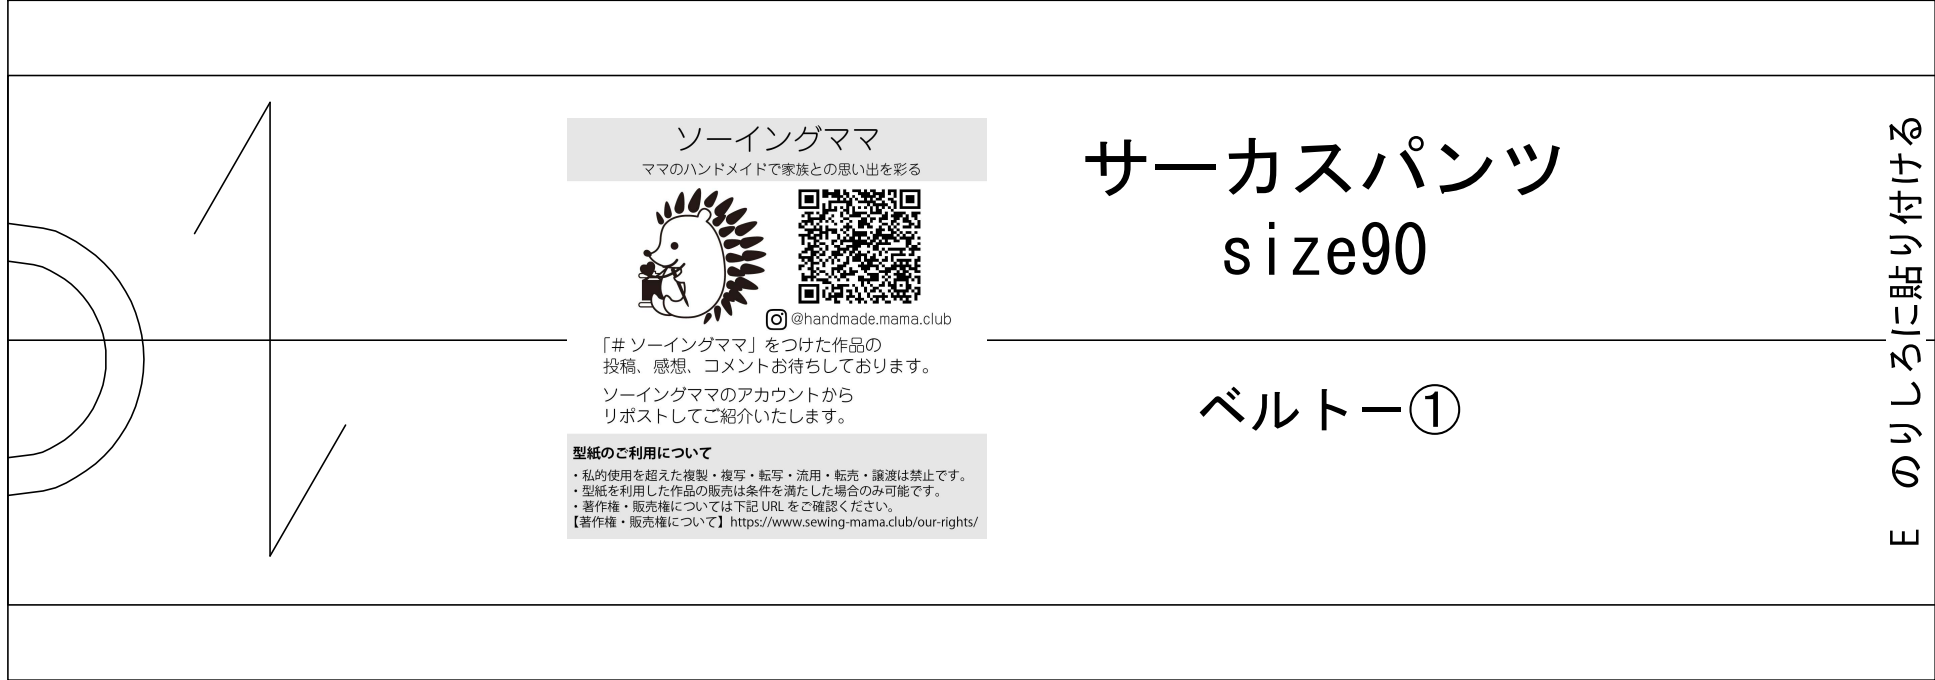 ソーイングママ
ママのハンドメイドで家族との思い出を彩る
@handmade.mama.club
「# ソーイングママ」をつけた作品の
投稿、感想、コメントお待ちしております。
ソーイングママのアカウントから
リポストしてご紹介いたします。
型紙のご利用について
・私的使用を超えた複製・複写・転写・流用・転売・譲渡は禁止です。
・型紙を利用した作品の販売は条件を満たした場合のみ可能です。
・著作権・販売権については下記 URL をご確認ください。
【著作権・販売権について】https://www.sewing-mama.club/our-rights/
サーカスパンツ
size90
ベルトー①
E のりしろに貼り付ける